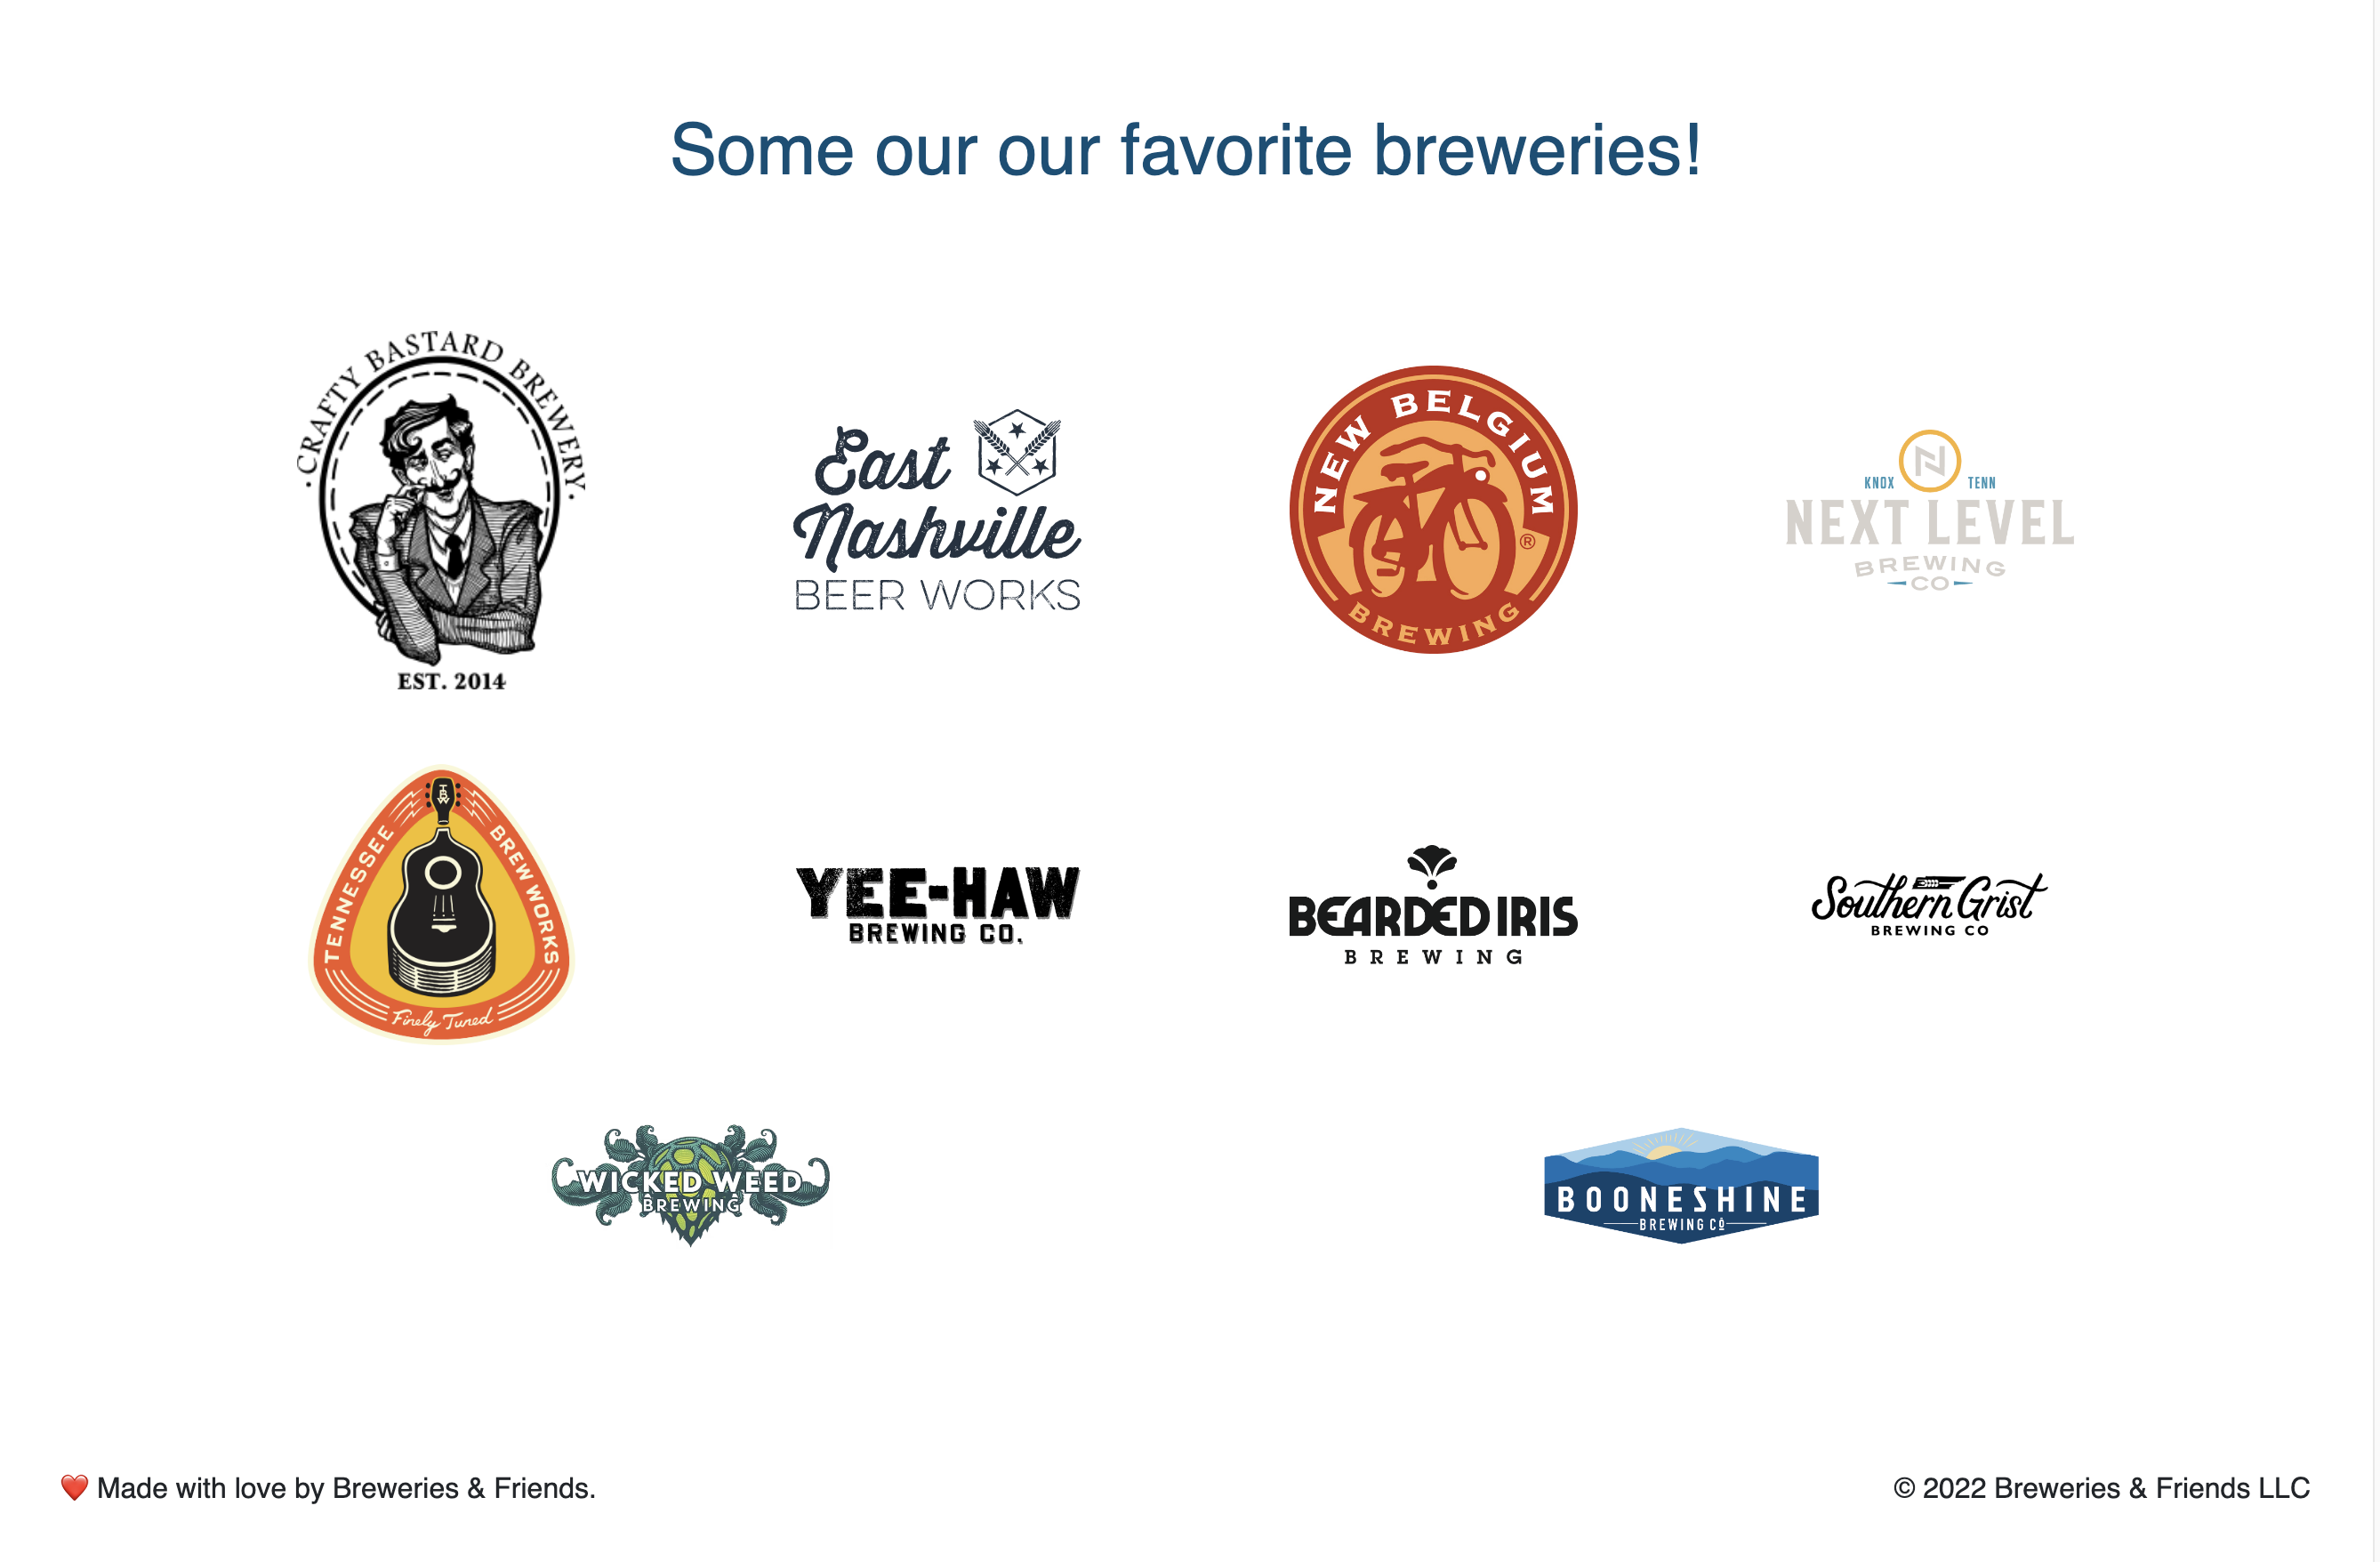 Some our our favorite breweries!
· CRAFTY BASTARD BREWERY ·
EST. 2014
East
Nashville
BEER WORKS
NEW BELGIUM
®
BREWING
N
KNOX TENN
NEXT LEVEL
BREWING
CO
TBW
TENNESSEE BREW WORKS
Finely Tuned
YEE-HAW
BREWING CO.
BEARDED IRIS
BREWING
Southern Grist
BREWING CO
WICKED WEED
BREWING
BOONESHINE
BREWING CO
❤️ Made with love by Breweries & Friends.
© 2022 Breweries & Friends LLC